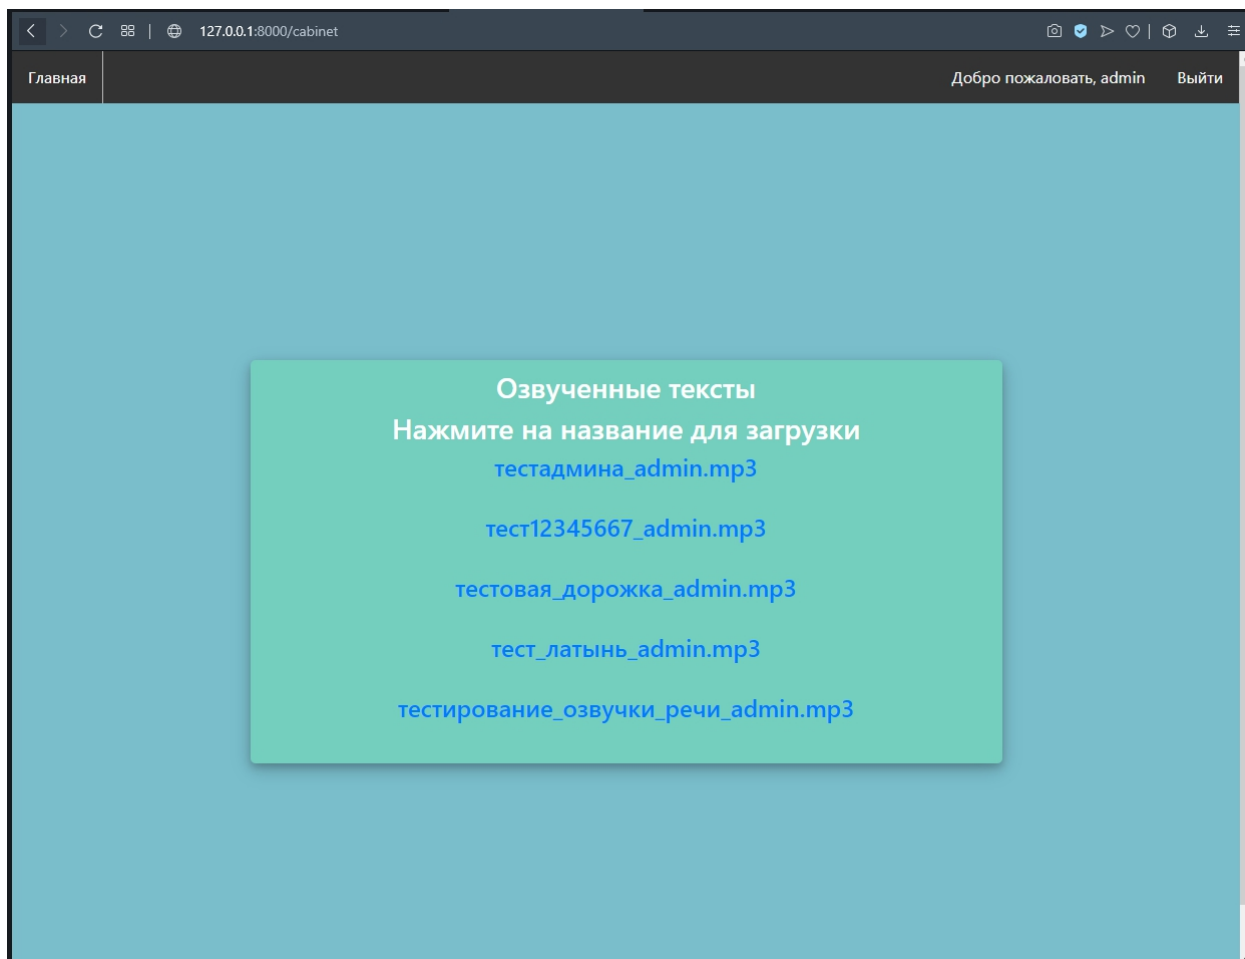 127.0.0.1:8000/cabinet
Главная
Добро пожаловать, admin
Выйти
Озвученные тексты
Нажмите на название для загрузки
тестадмина_admin.mp3
тест12345667_admin.mp3
тестовая_дорожка_admin.mp3
тест_латынь_admin.mp3
тестирование_озвучки_речи_admin.mp3